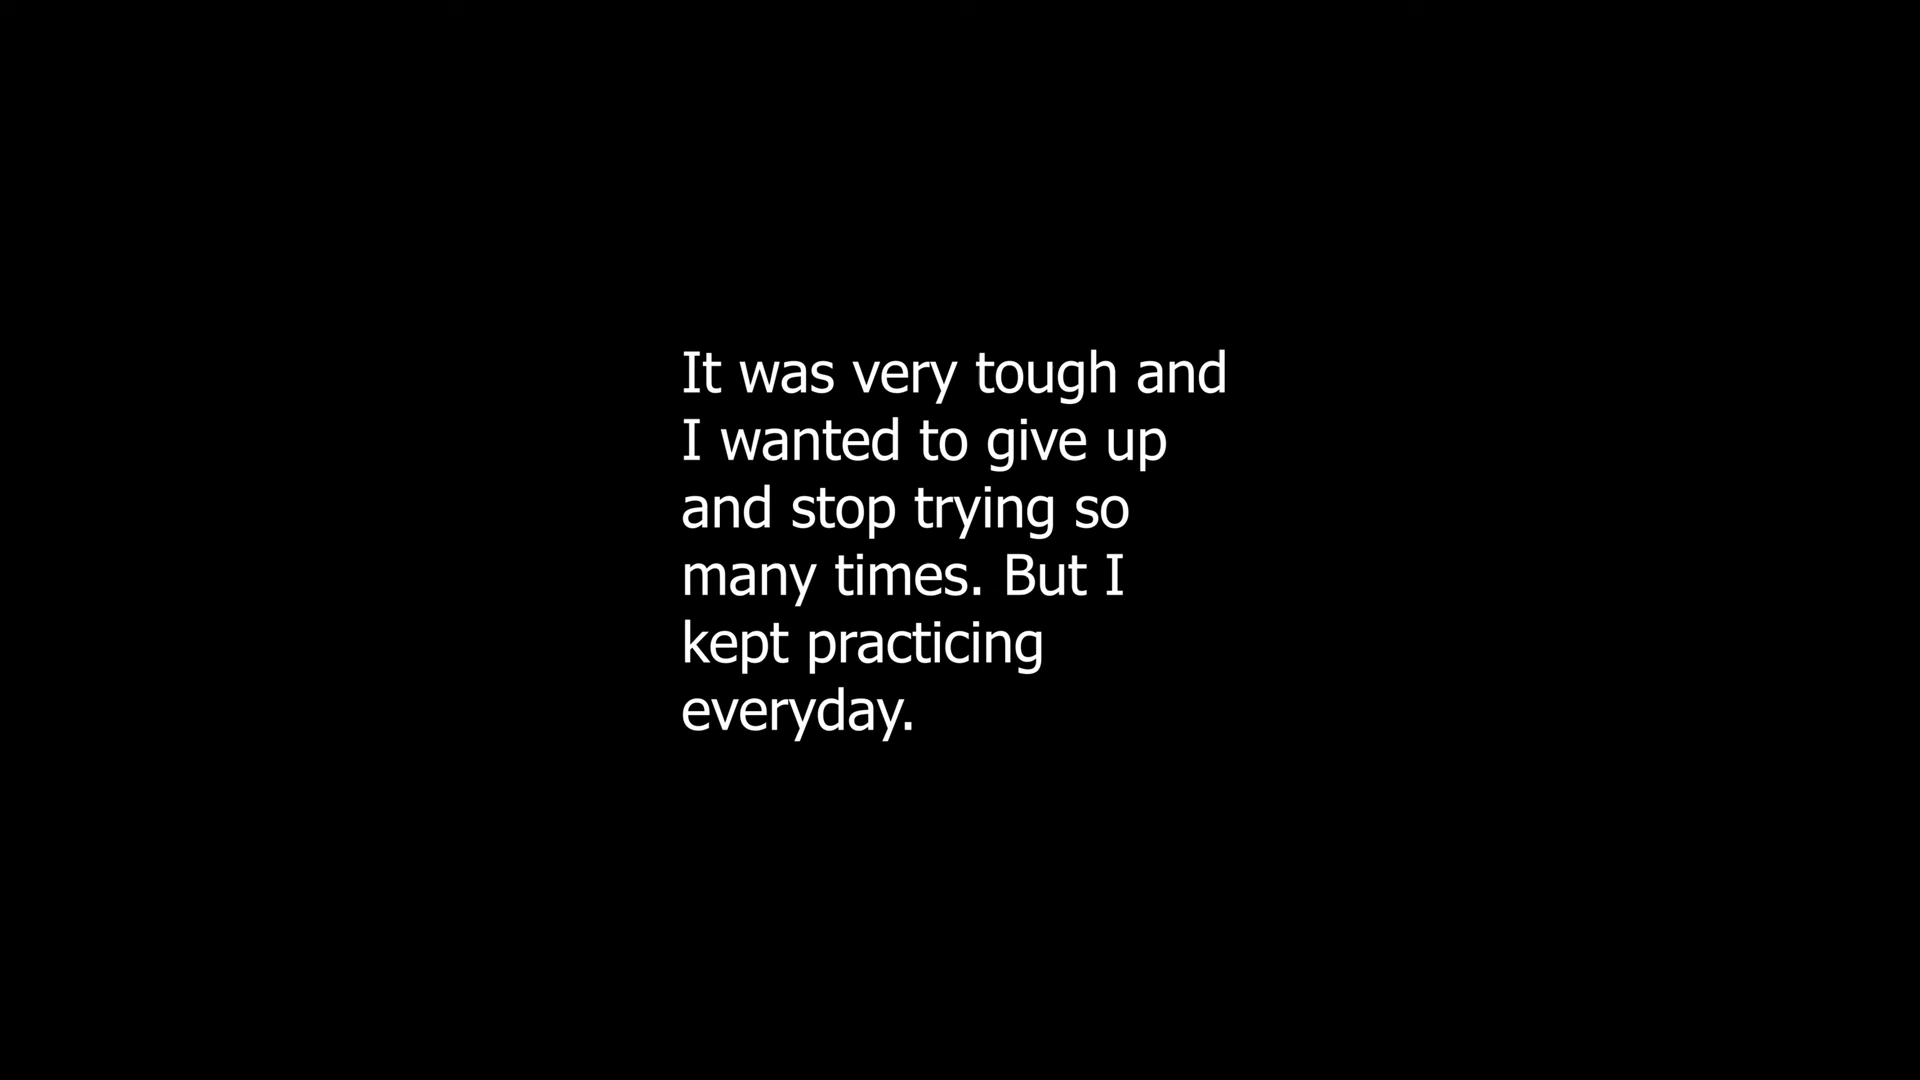 It was very tough and
I wanted to give up
and stop trying so
many times. But I
kept practicing
everyday.